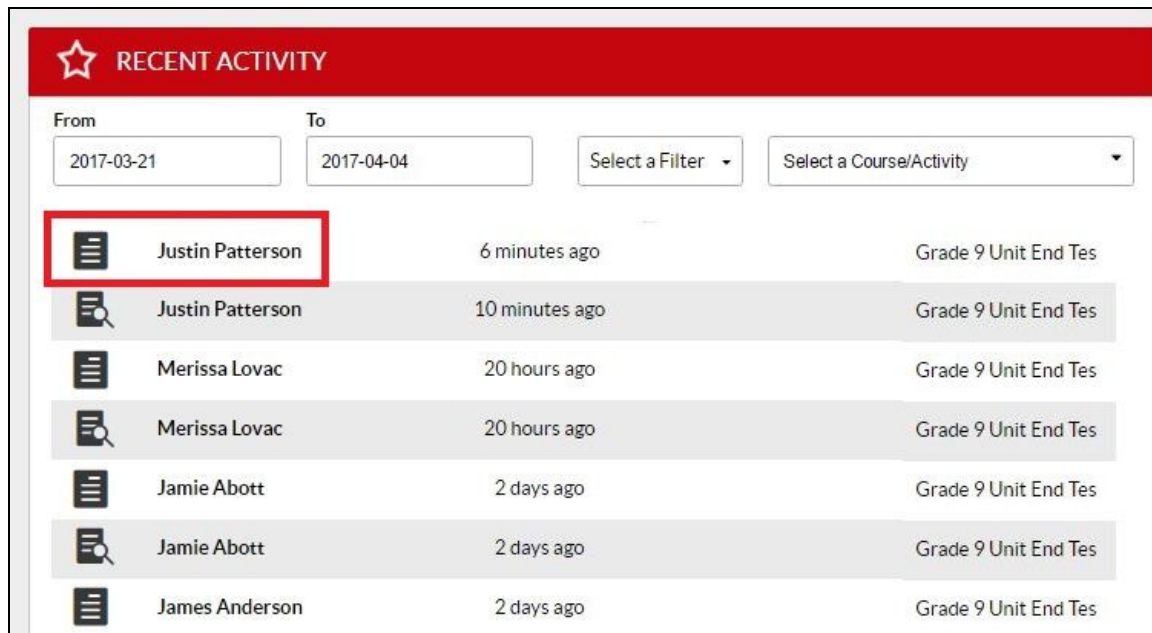 RECENT ACTIVITY
From To
2017-03-21 2017-04-04 Select a Filter Select a Course/Activity
Justin Patterson 6 minutes ago Grade 9 Unit End Tes
Justin Patterson 10 minutes ago Grade 9 Unit End Tes
Merissa Lovac 20 hours ago Grade 9 Unit End Tes
Merissa Lovac 20 hours ago Grade 9 Unit End Tes
Jamie Abott 2 days ago Grade 9 Unit End Tes
Jamie Abott 2 days ago Grade 9 Unit End Tes
James Anderson 2 days ago Grade 9 Unit End Tes